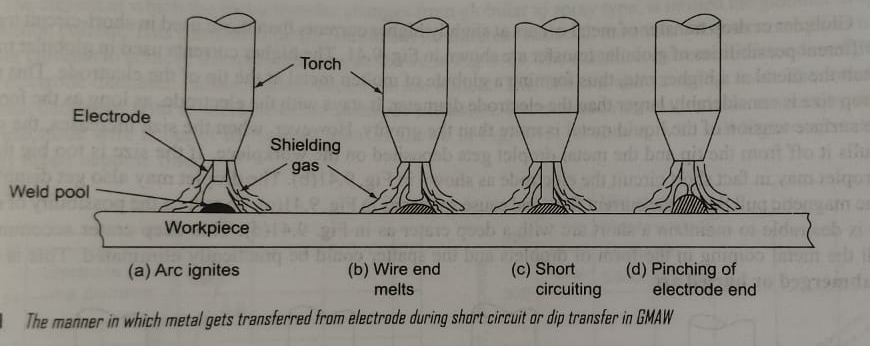 Torch
Electrode
Shielding
gas
Weld pool
Workpiece
(a) Arc ignites
(b) Wire end
melts
(c) Short
circuiting
(d) Pinching of
electrode end
The manner in which metal gets transferred from electrode during short circuit or dip transfer in GMAW